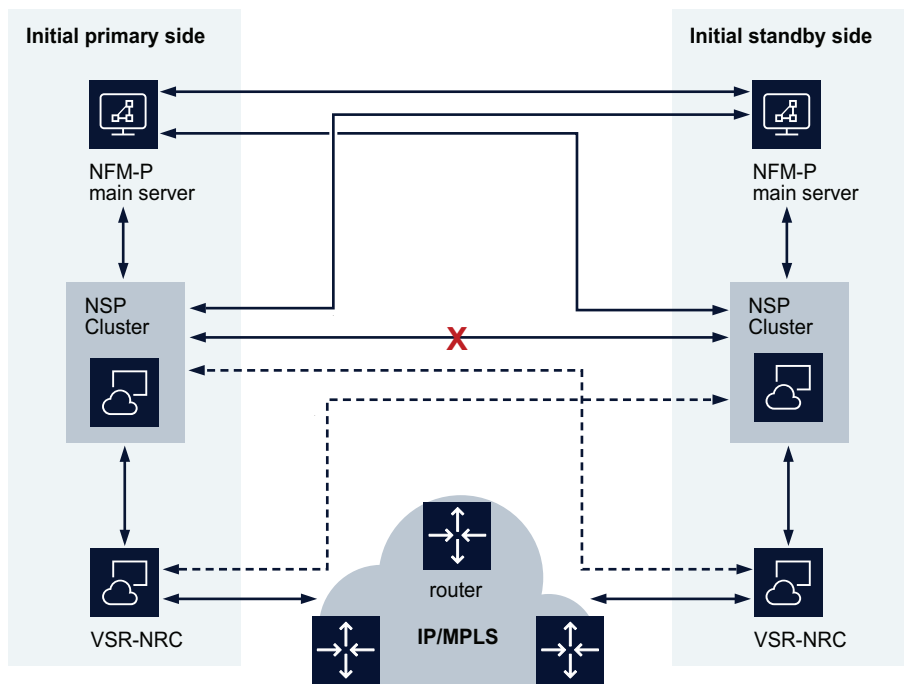 Initial primary side
Initial standby side
NFM-P
main server
NFM-P
main server
NSP
Cluster
NSP
Cluster
X
router
IP/MPLS
VSR-NRC
VSR-NRC